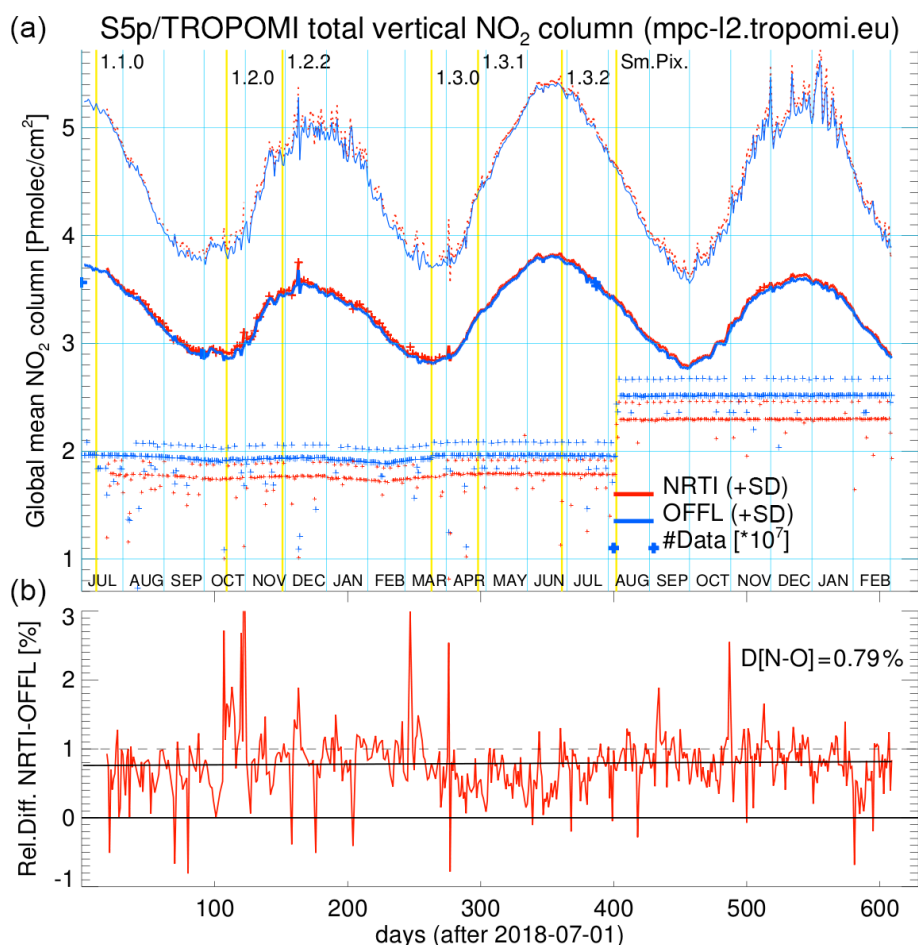 (a) S5p/TROPOMI total vertical NO₂ column (mpc-l2.tropomi.eu)
1.1.0 1.2.2 1.3.1 Sm.Pix.
1.2.0 1.3.0 1.3.2
Global mean NO₂ column [Pmolec/cm²]
5
4
3
2
1
NRTI (+SD)
OFFL (+SD)
#Data [*10⁷]
JUL AUG SEP OCT NOV DEC JAN FEB MAR APR MAY JUN JUL AUG SEP OCT NOV DEC JAN FEB
(b)
Rel.Diff. NRTI-OFFL [%]
3
2
1
0
-1
D[N-O]=0.79%
100 200 300 400 500 600
days (after 2018-07-01)